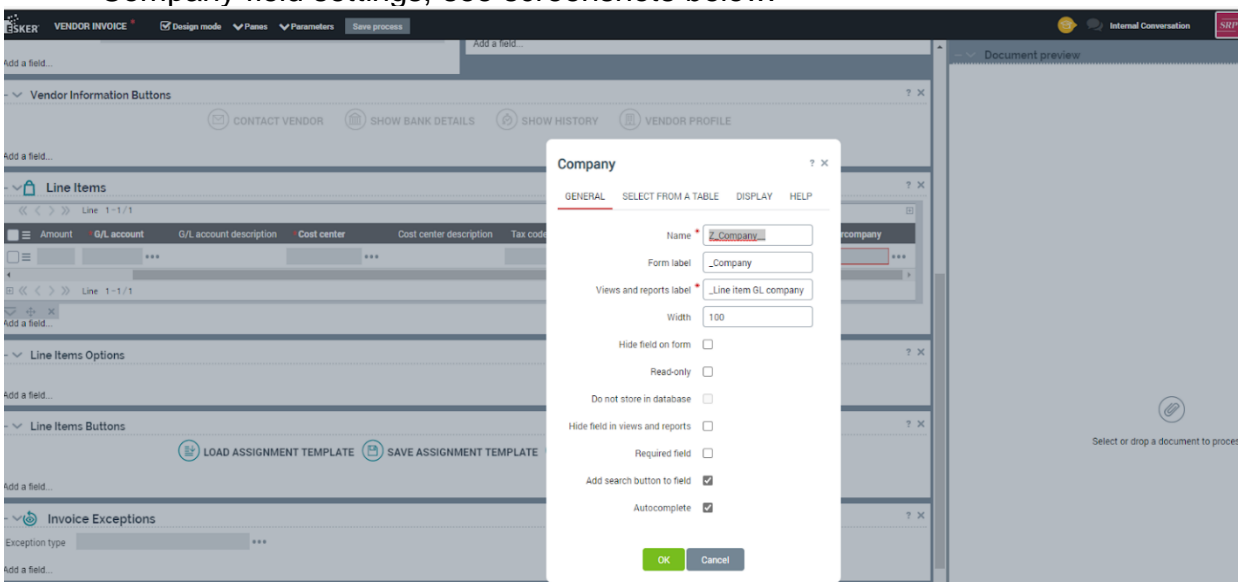 Company field settings, see screenshots below:
ESKER VENDOR INVOICE * Design mode Panes Parameters Save process Internal Conversation SRP
Add a field...
Add a field...
Document preview
Vendor Information Buttons ? X
CONTACT VENDOR SHOW BANK DETAILS SHOW HISTORY VENDOR PROFILE
Add a field...
Line Items ? X
Line 1-1/1
Amount *G/L account G/L account description *Cost center Cost center description Tax code rcompany
Line 1-1/1
Add a field...
Line Items Options ? X
Add a field...
Line Items Buttons ? X
LOAD ASSIGNMENT TEMPLATE SAVE ASSIGNMENT TEMPLATE
Add a field...
Invoice Exceptions ? X
Exception type
Add a field...
Company ? X
GENERAL SELECT FROM A TABLE DISPLAY HELP
Name * Z_Company__
Form label _Company
Views and reports label * _Line item GL company
Width 100
Hide field on form
Read-only
Do not store in database
Hide field in views and reports
Required field
Add search button to field
Autocomplete
OK Cancel
Select or drop a document to proces